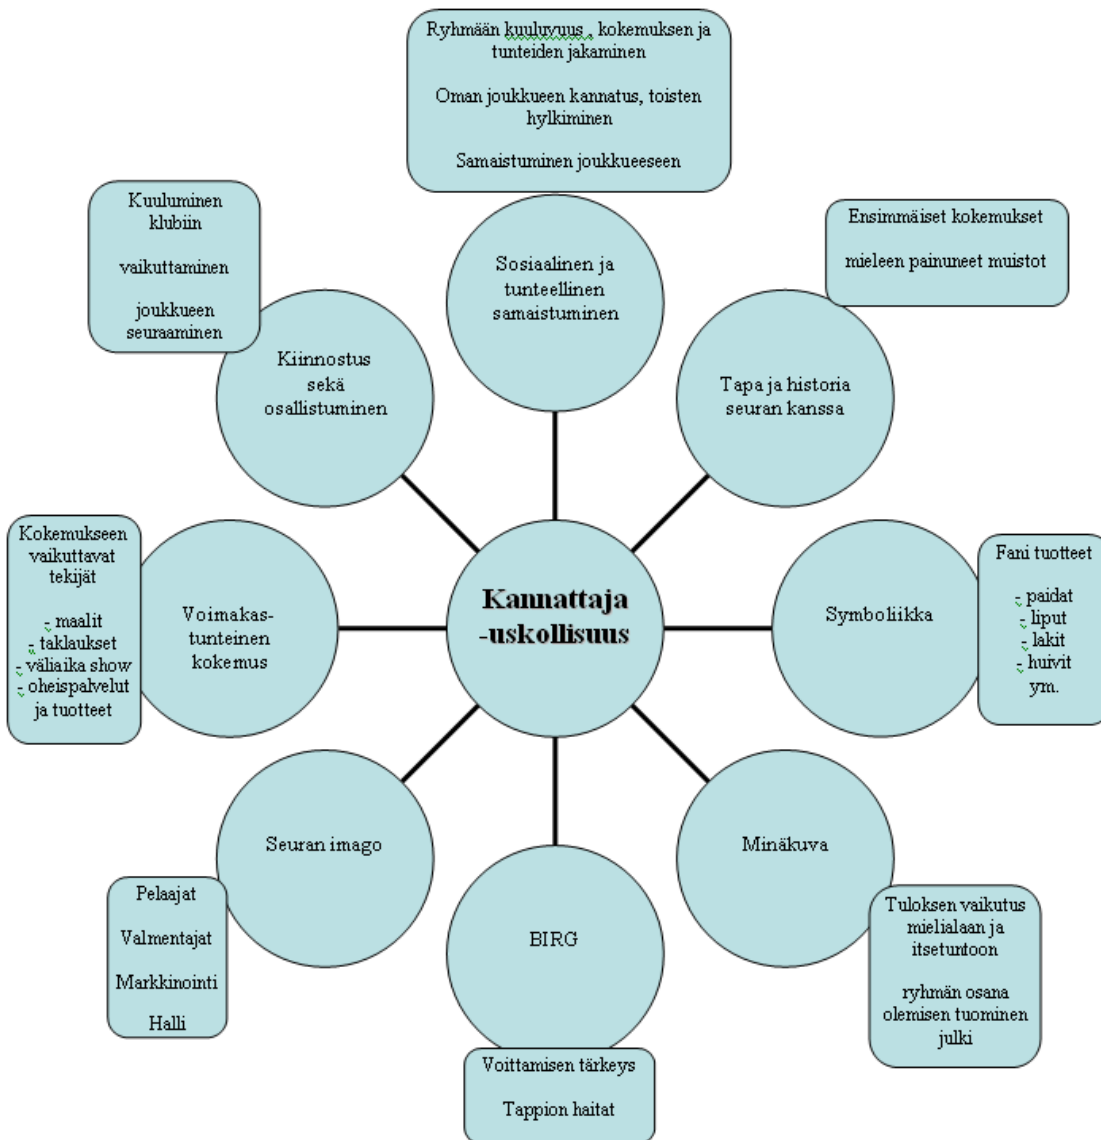 Ryhmään kuuluvuus , kokemuksen ja
tunteiden jakaminen
Oman joukkueen kannatus, toisten
hylkiminen
Samaistuminen joukkueeseen
Kuuluminen
klubiin
vaikuttaminen
joukkueen
seuraaminen
Ensimmäiset kokemukset
mieleen painuneet muistot
Sosiaalinen ja
tunteellinen
samaistuminen
Kiinnostus
sekä
osallistuminen
Tapa ja historia
seuran kanssa
Kokemukseen
vaikuttavat
tekijät
- maalit
- taklaukset
- väliaika show
- oheispalvelut
ja tuotteet
Voimakas-
tunteinen
kokemus
Kannattaja
-uskollisuus
Symboliikka
Fani tuotteet
- paidat
- liput
- lakit
- huivit
ym.
Seuran imago
Pelaajat
Valmentajat
Markkinointi
Halli
BIRG
Voittamisen tärkeys
Tappion haitat
Minäkuva
Tuloksen vaikutus
mielialaan ja
itsetuntoon
ryhmän osana
olemisen tuominen
julki